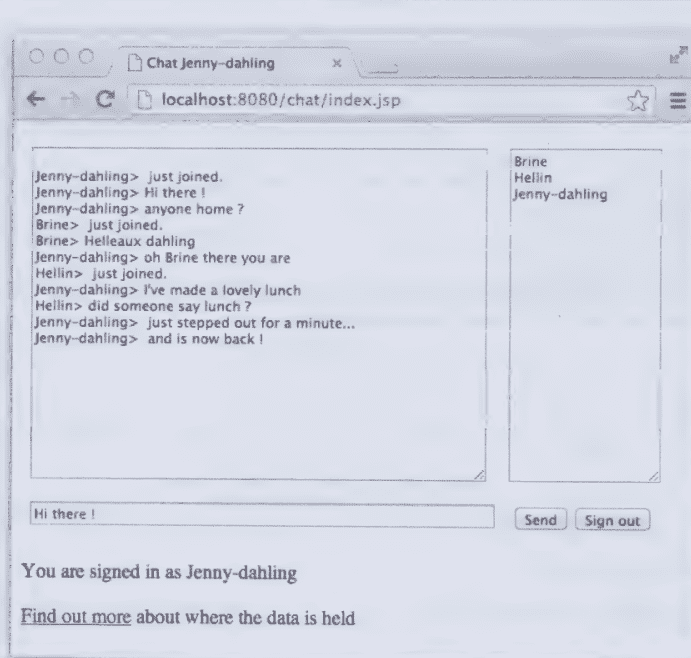 Chat Jenny-dahling ×
localhost:8080/chat/index.jsp
Jenny-dahling>  just joined.
Jenny-dahling> Hi there !
Jenny-dahling> anyone home ?
Brine>  just joined.
Brine> Helleaux dahling
Jenny-dahling> oh Brine there you are
Hellin>  just joined.
Jenny-dahling> I've made a lovely lunch
Hellin> did someone say lunch ?
Jenny-dahling>  just stepped out for a minute...
Jenny-dahling>  and is now back !
Brine
Hellin
Jenny-dahling
Hi there !
Send Sign out
You are signed in as Jenny-dahling
Find out more about where the data is held